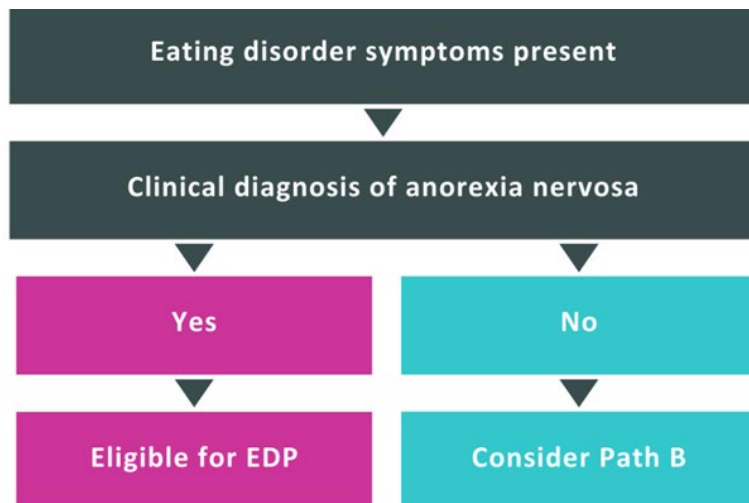 Eating disorder symptoms present
Clinical diagnosis of anorexia nervosa
Yes
No
Eligible for EDP
Consider Path B